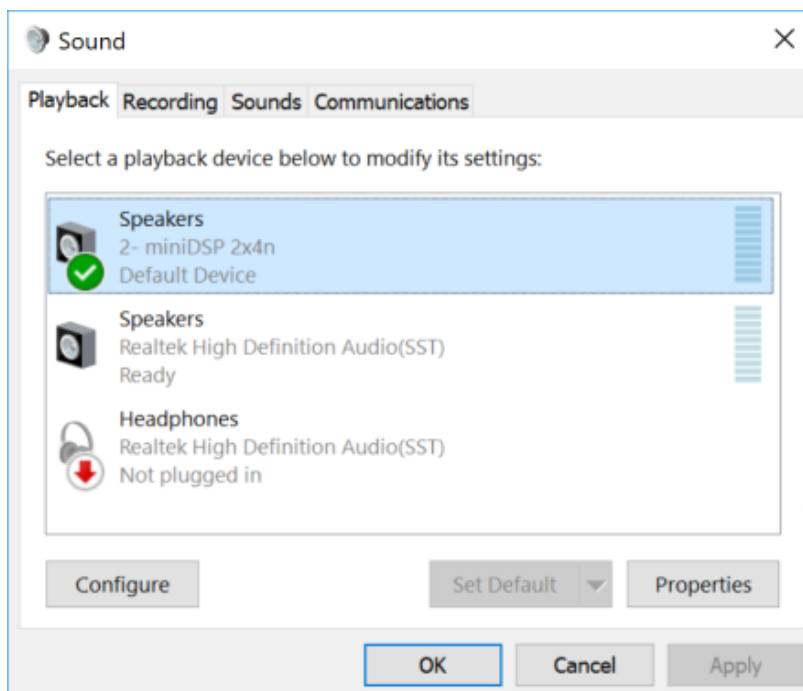 Sound
Playback Recording Sounds Communications
Select a playback device below to modify its settings:
Speakers
2- miniDSP 2x4n
Default Device
Speakers
Realtek High Definition Audio(SST)
Ready
Headphones
Realtek High Definition Audio(SST)
Not plugged in
Configure Set Default Properties
OK Cancel Apply